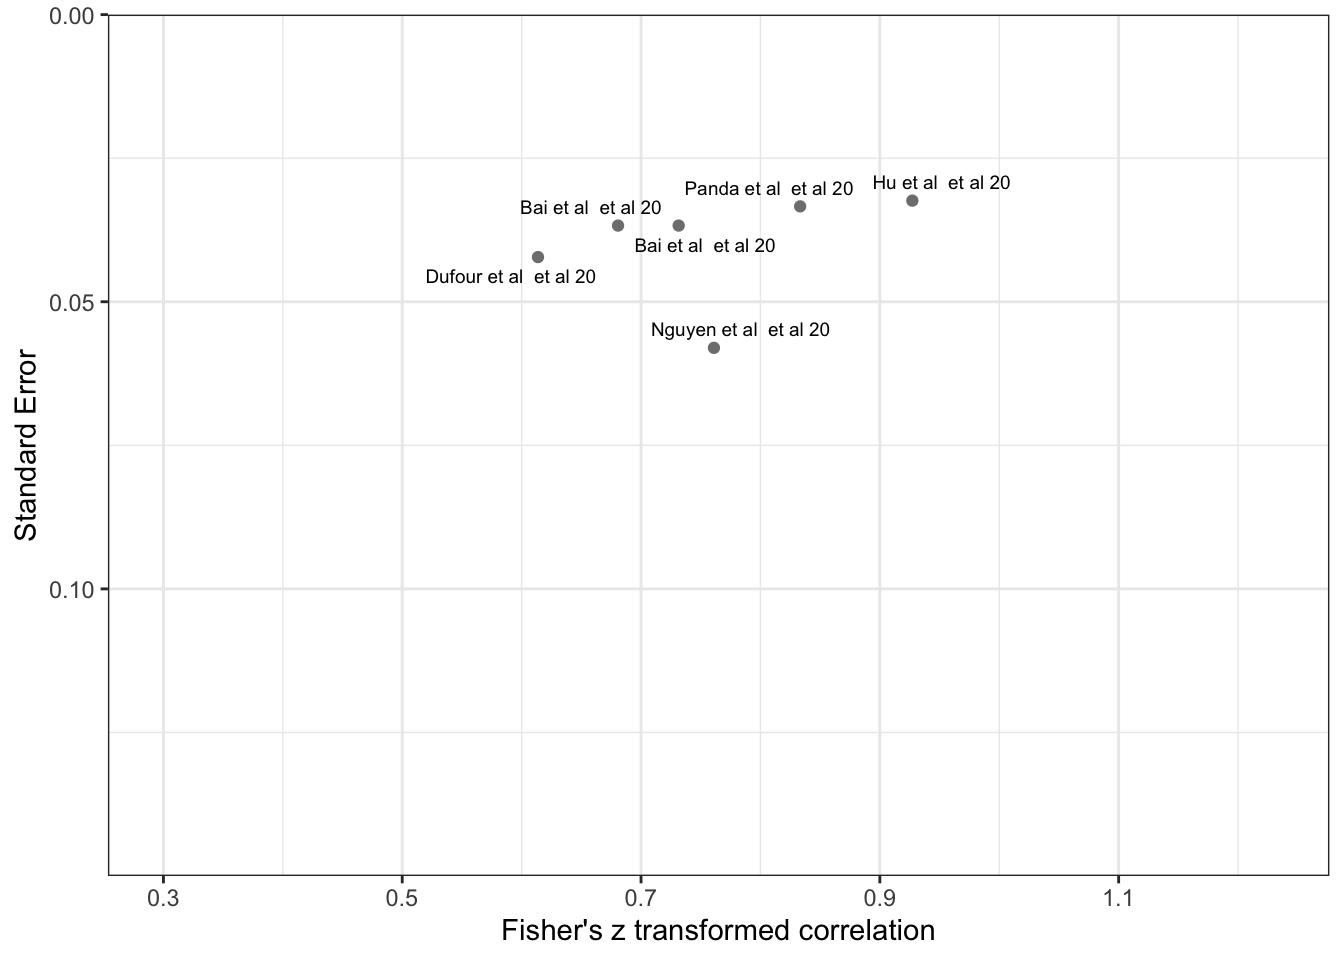 0.00
Hu et al  et al 20
Panda et al  et al 20
Bai et al  et al 20
Bai et al  et al 20
Dufour et al  et al 20
0.05
Nguyen et al  et al 20
Standard Error
0.10
0.3 0.5 0.7 0.9 1.1
Fisher's z transformed correlation